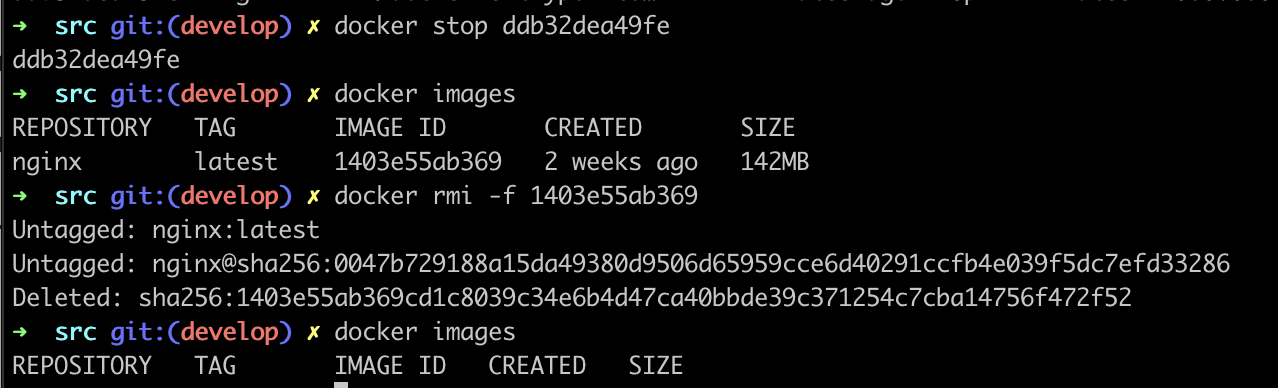 ➜  src git:(develop) ✗ docker stop ddb32dea49fe
ddb32dea49fe
➜  src git:(develop) ✗ docker images
REPOSITORY   TAG       IMAGE ID       CREATED       SIZE
nginx        latest    1403e55ab369   2 weeks ago   142MB
➜  src git:(develop) ✗ docker rmi -f 1403e55ab369
Untagged: nginx:latest
Untagged: nginx@sha256:0047b729188a15da49380d9506d65959cce6d40291ccfb4e039f5dc7efd33286
Deleted: sha256:1403e55ab369cd1c8039c34e6b4d47ca40bbde39c371254c7cba14756f472f52
➜  src git:(develop) ✗ docker images
REPOSITORY   TAG       IMAGE ID   CREATED   SIZE